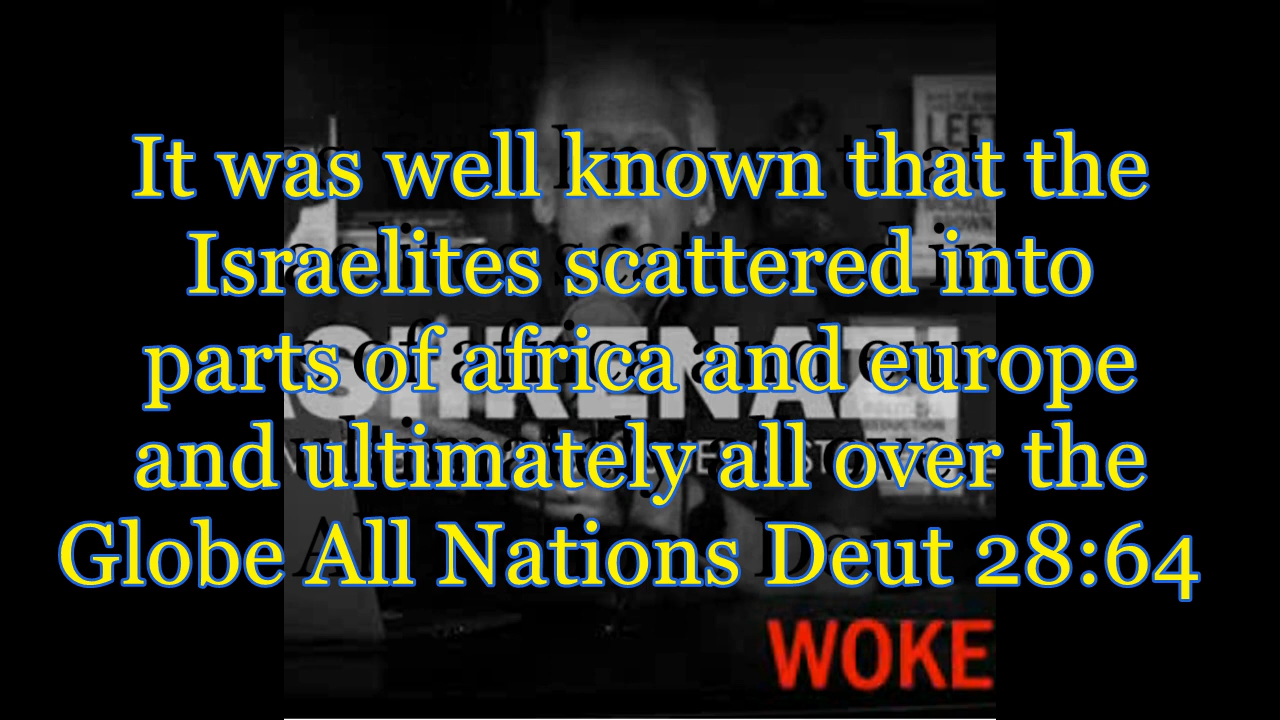 It was well known that the
Israelites scattered into
parts of africa and europe
and ultimately all over the
Globe All Nations Deut 28:64
SHKENAZI
WOKE